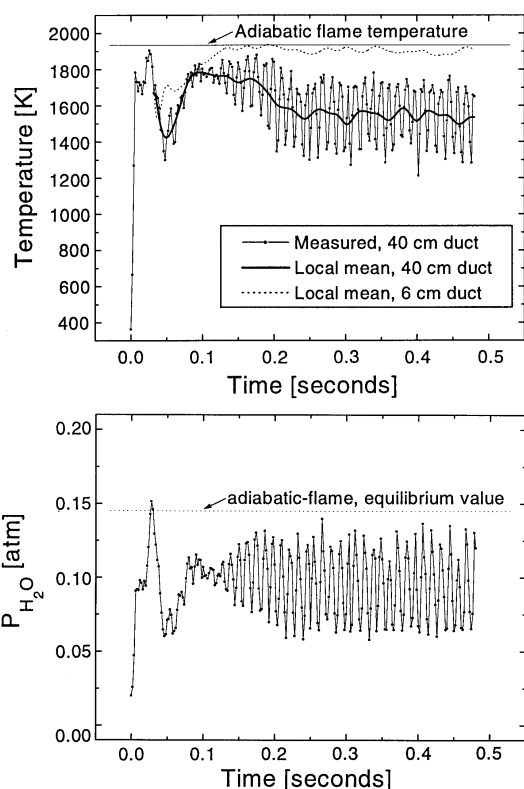 Adiabatic flame temperature
2000
1800
1600
1400
1200
1000
800
600
400
Temperature [K]
Measured, 40 cm duct
Local mean, 40 cm duct
Local mean, 6 cm duct
0.0 0.1 0.2 0.3 0.4 0.5
Time [seconds]
0.20
0.15
0.10
0.05
0.00
P H2O [atm]
adiabatic-flame, equilibrium value
0.0 0.1 0.2 0.3 0.4 0.5
Time [seconds]